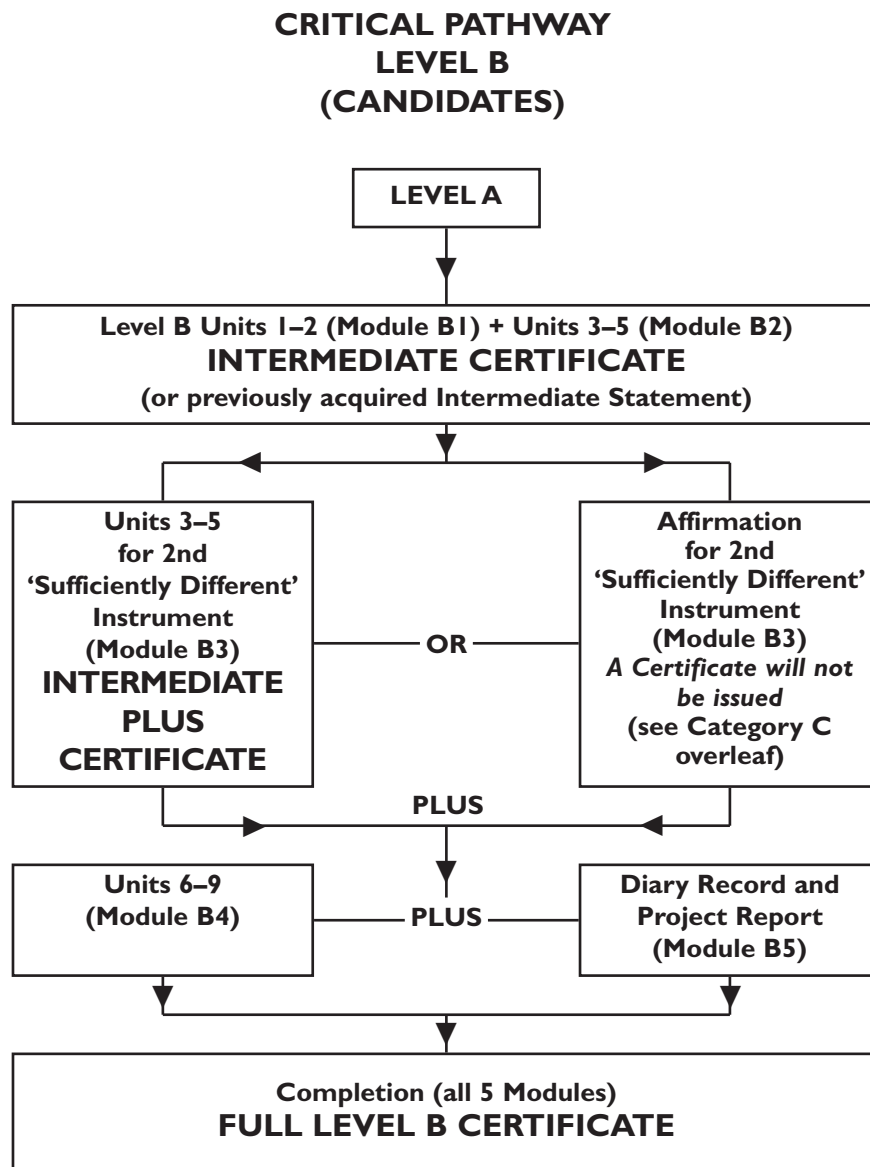 CRITICAL PATHWAY
LEVEL B
(CANDIDATES)
LEVEL A
Level B Units 1–2 (Module B1) + Units 3–5 (Module B2)
INTERMEDIATE CERTIFICATE
(or previously acquired Intermediate Statement)
Units 3–5
for 2nd
‘Sufficiently Different’
Instrument
(Module B3)
INTERMEDIATE
PLUS
CERTIFICATE
OR
Affirmation
for 2nd
‘Sufficiently Different’
Instrument
(Module B3)
A Certificate will not
be issued
(see Category C
overleaf)
PLUS
Units 6–9
(Module B4)
PLUS
Diary Record and
Project Report
(Module B5)
Completion (all 5 Modules)
FULL LEVEL B CERTIFICATE